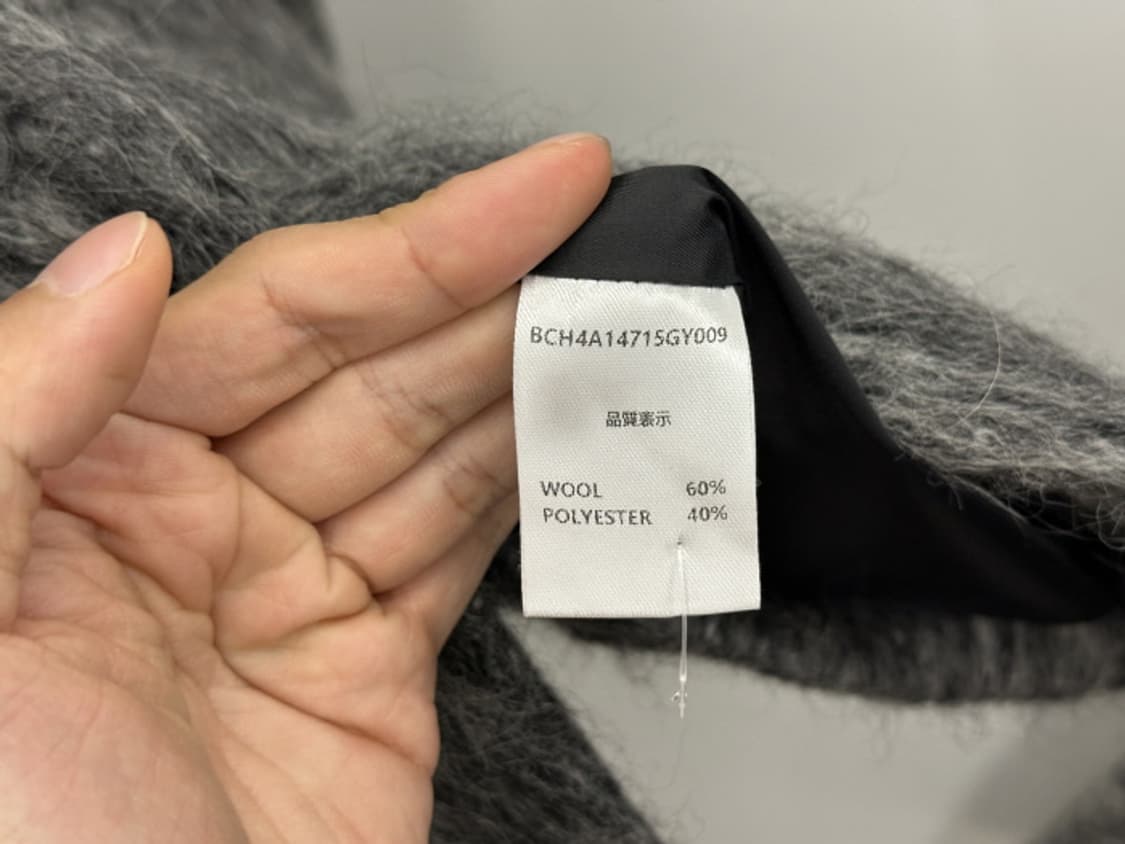 BCH4A14715GY009
品質表示
WOOL 60%
POLYESTER 40%